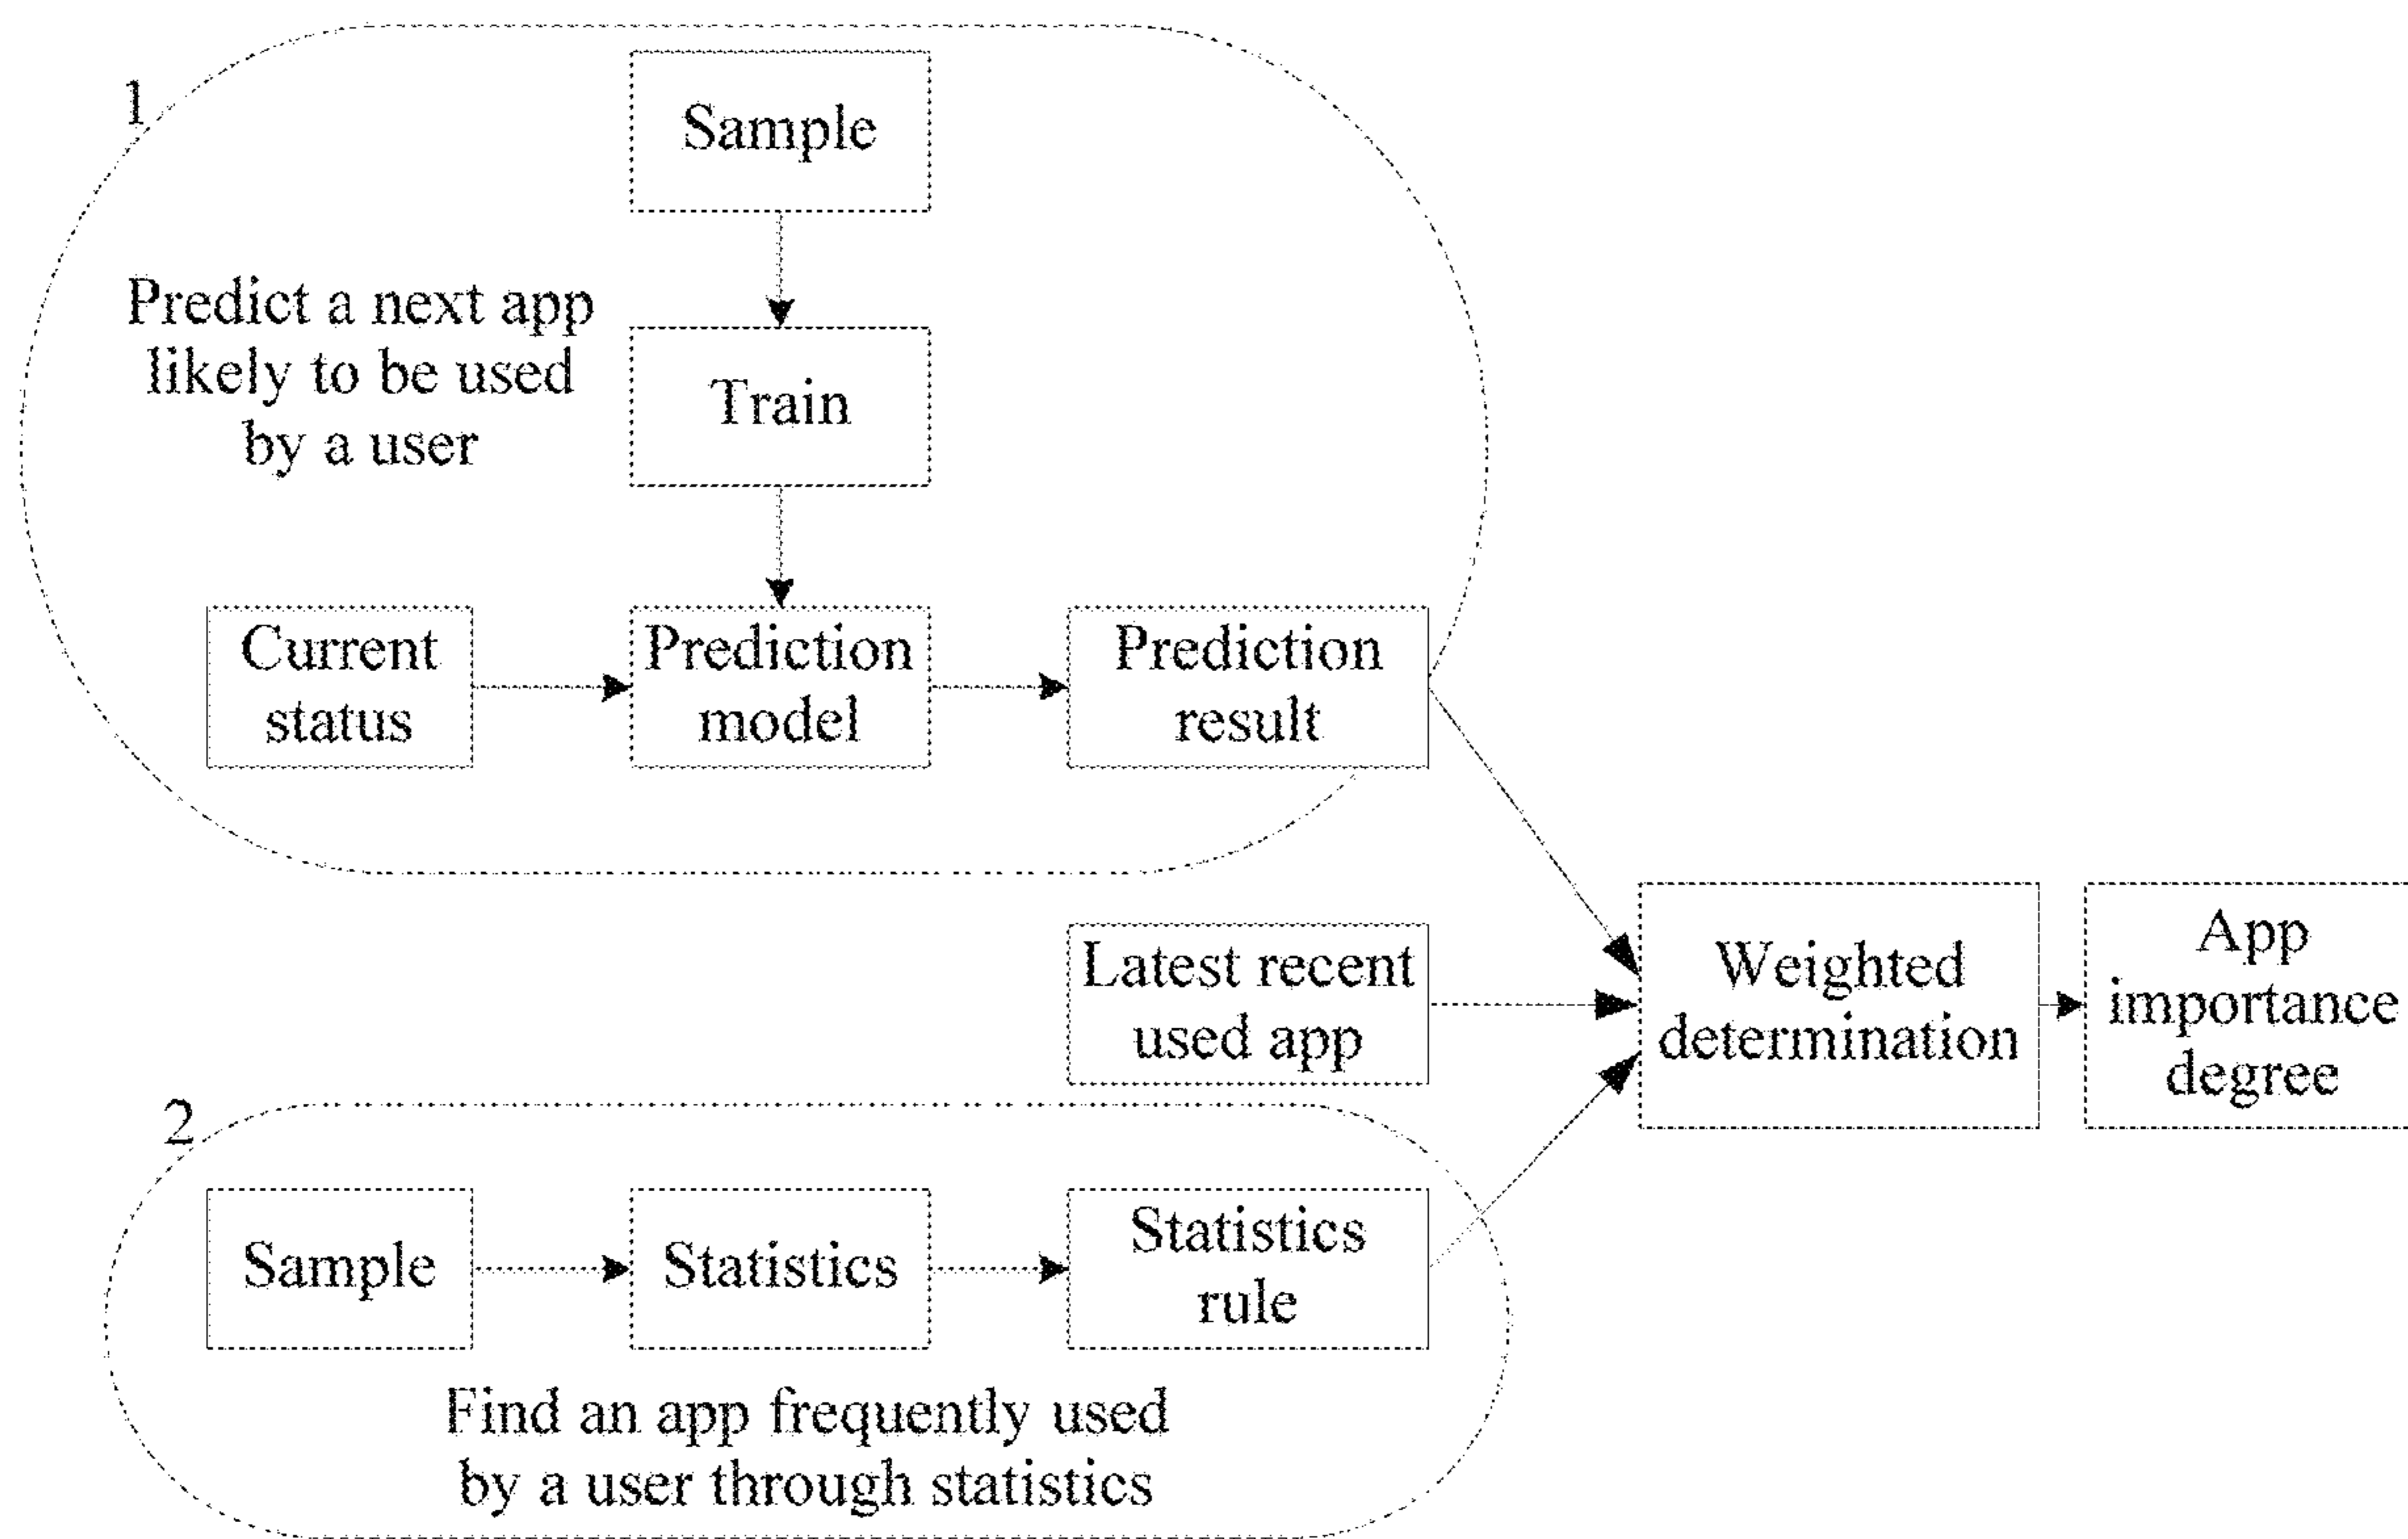 1
Sample
Predict a next app
likely to be used
by a user
Train
Current
status
Prediction
model
Prediction
result
Latest recent
used app
Weighted
determination
App
importance
degree
2
Sample
Statistics
Statistics
rule
Find an app frequently used
by a user through statistics